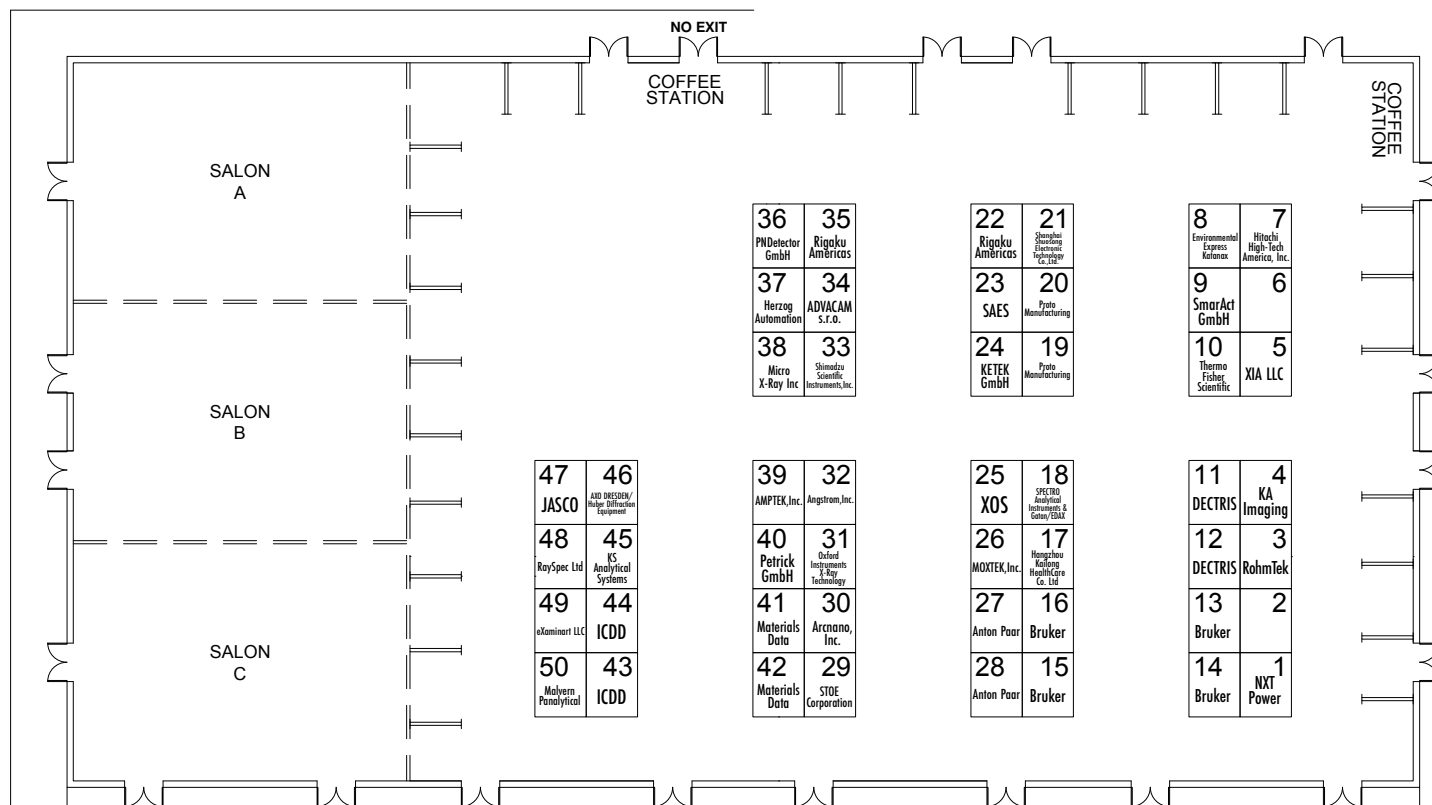 NO EXIT
COFFEE
STATION
COFFEE
STATION
SALON
A
SALON
B
SALON
C
36
PNDetector
GmbH
35
Rigaku
Americas
37
Herzog
Automation
34
ADVACAM
s.r.o.
38
Micro
X-Ray Inc
33
Shimadzu
Scientific
Instruments,Inc.
22
Rigaku
Americas
21
Shanghai
Shuosong
Electronic
Technology
Co.,Ltd.
23
SAES
20
Proto
Manufacturing
24
KETEK
GmbH
19
Proto
Manufacturing
8
Environmental
Express
Katanax
7
Hitachi
High-Tech
America, Inc.
9
SmarAct
GmbH
6
10
Thermo
Fisher
Scientific
5
XIA LLC
47
JASCO
46
AXO DRESDEN/
Huber Diffraction
Equipment
48
RaySpec Ltd
45
KS
Analytical
Systems
49
eXaminart LLC
44
ICDD
50
Malvern
Panalytical
43
ICDD
39
AMPTEK,Inc.
32
Angstrom,Inc.
40
Petrick
GmbH
31
Oxford
Instruments
X-Ray
Technology
41
Materials
Data
30
Arcnano,
Inc.
42
Materials
Data
29
STOE
Corporation
25
XOS
18
SPECTRO
Analytical
Instruments &
Gatan/EDAX
26
MOXTEK,Inc.
17
Hangzhou
Kailong
HealthCare
Co. Ltd
27
Anton Paar
16
Bruker
28
Anton Paar
15
Bruker
11
DECTRIS
4
KA
Imaging
12
DECTRIS
3
RohmTek
13
Bruker
2
14
Bruker
1
NXT
Power